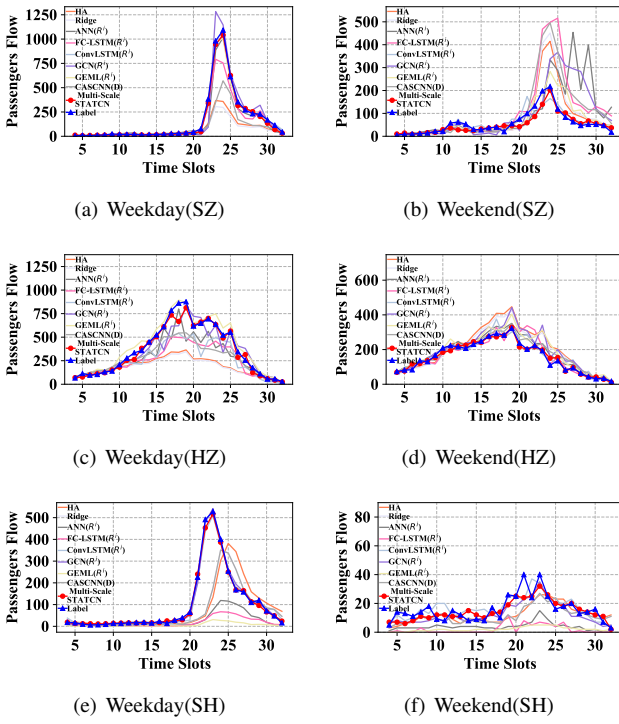 1250
1000
750
500
250
0
Passengers Flow
HA
Ridge
ANN(R^l)
FC-LSTM(R^l)
ConvLSTM(R^l)
GCN(R^l)
GEML(R^l)
CASCNN(D)
Multi-Scale
STATCN
Label
5 10 15 20 25 30
Time Slots
(a) Weekday(SZ)
500
400
300
200
100
0
Passengers Flow
HA
Ridge
ANN(R^l)
FC-LSTM(R^l)
ConvLSTM(R^l)
GCN(R^l)
GEML(R^l)
CASCNN(D)
Multi-Scale
STATCN
Label
5 10 15 20 25 30
Time Slots
(b) Weekend(SZ)
1250
1000
750
500
250
0
Passengers Flow
HA
Ridge
ANN(R^l)
FC-LSTM(R^l)
ConvLSTM(R^l)
GCN(R^l)
GEML(R^l)
CASCNN(D)
Multi-Scale
STATCN
Label
5 10 15 20 25 30
Time Slots
(c) Weekday(HZ)
600
400
200
0
Passengers Flow
HA
Ridge
ANN(R^l)
FC-LSTM(R^l)
ConvLSTM(R^l)
GCN(R^l)
GEML(R^l)
CASCNN(D)
Multi-Scale
STATCN
Label
5 10 15 20 25 30
Time Slots
(d) Weekend(HZ)
500
400
300
200
100
0
Passengers Flow
HA
Ridge
ANN(R^l)
FC-LSTM(R^l)
ConvLSTM(R^l)
GCN(R^l)
GEML(R^l)
CASCNN(D)
Multi-Scale
STATCN
Label
5 10 15 20 25 30
Time Slots
(e) Weekday(SH)
80
60
40
20
0
Passengers Flow
HA
Ridge
ANN(R^l)
FC-LSTM(R^l)
ConvLSTM(R^l)
GCN(R^l)
GEML(R^l)
CASCNN(D)
Multi-Scale
STATCN
Label
5 10 15 20 25 30
Time Slots
(f) Weekend(SH)